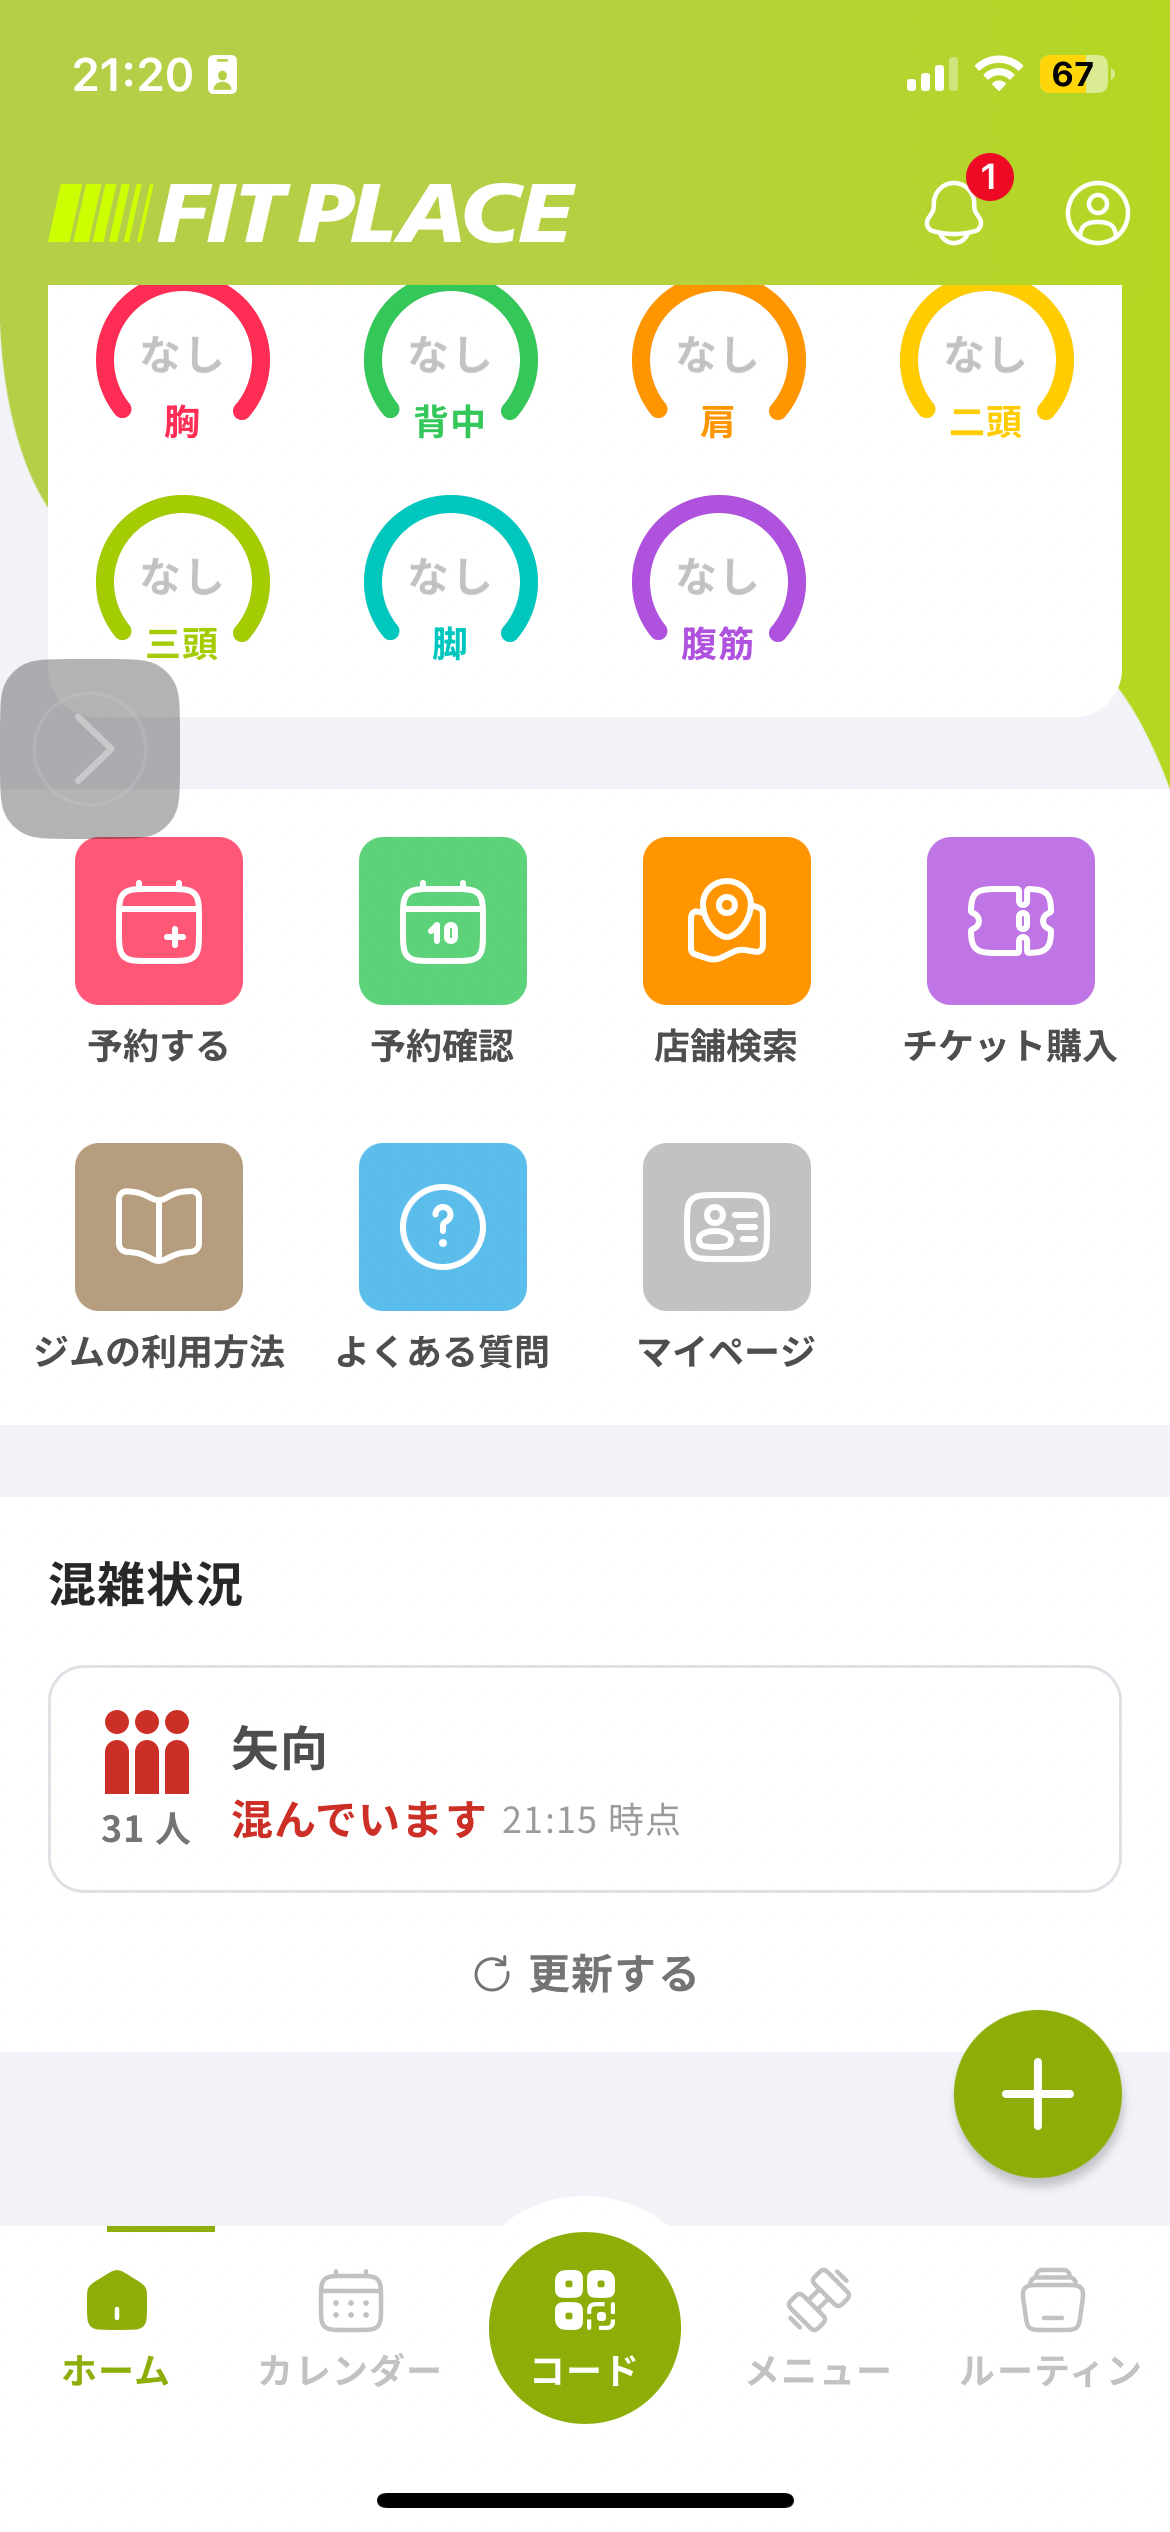 21:20
67
FIT PLACE
1
なし なし なし なし
胸 背中 肩 二頭
なし なし なし
三頭 脚 腹筋
10
予約する 予約確認 店舗検索 チケット購入
?
ジムの利用方法 よくある質問 マイページ
混雑状況
矢向
31 人
混んでいます 21:15 時点
更新する
ホーム カレンダー コード メニュー ルーティン